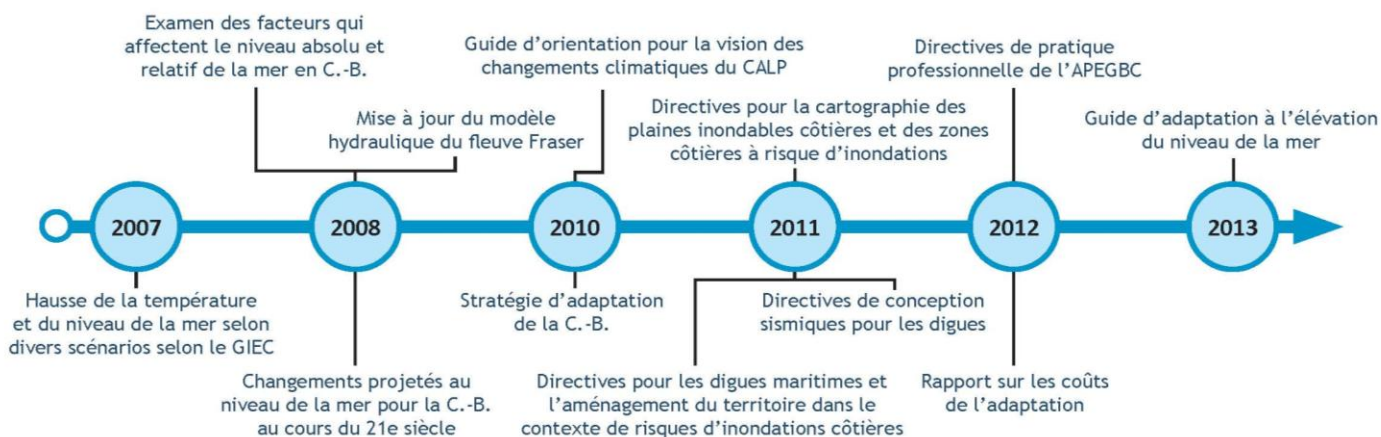 Examen des facteurs qui
affectent le niveau absolu et
relatif de la mer en C.-B.
Mise à jour du modèle
hydraulique du fleuve Fraser
Guide d'orientation pour la vision des
changements climatiques du CALP
Directives pour la cartographie des
plaines inondables côtières et des zones
côtières à risque d'inondations
Directives de pratique
professionnelle de l'APEGBC
Guide d'adaptation à l'élévation
du niveau de la mer
2007
2008
2010
2011
2012
2013
Hausse de la température
et du niveau de la mer selon
divers scénarios selon le GIEC
Changements projetés au
niveau de la mer pour la C.-B.
au cours du 21e siècle
Stratégie d'adaptation
de la C.-B.
Directives pour les digues maritimes et
l'aménagement du territoire dans le
contexte de risques d'inondations côtières
Directives de conception
sismiques pour les digues
Rapport sur les coûts
de l'adaptation